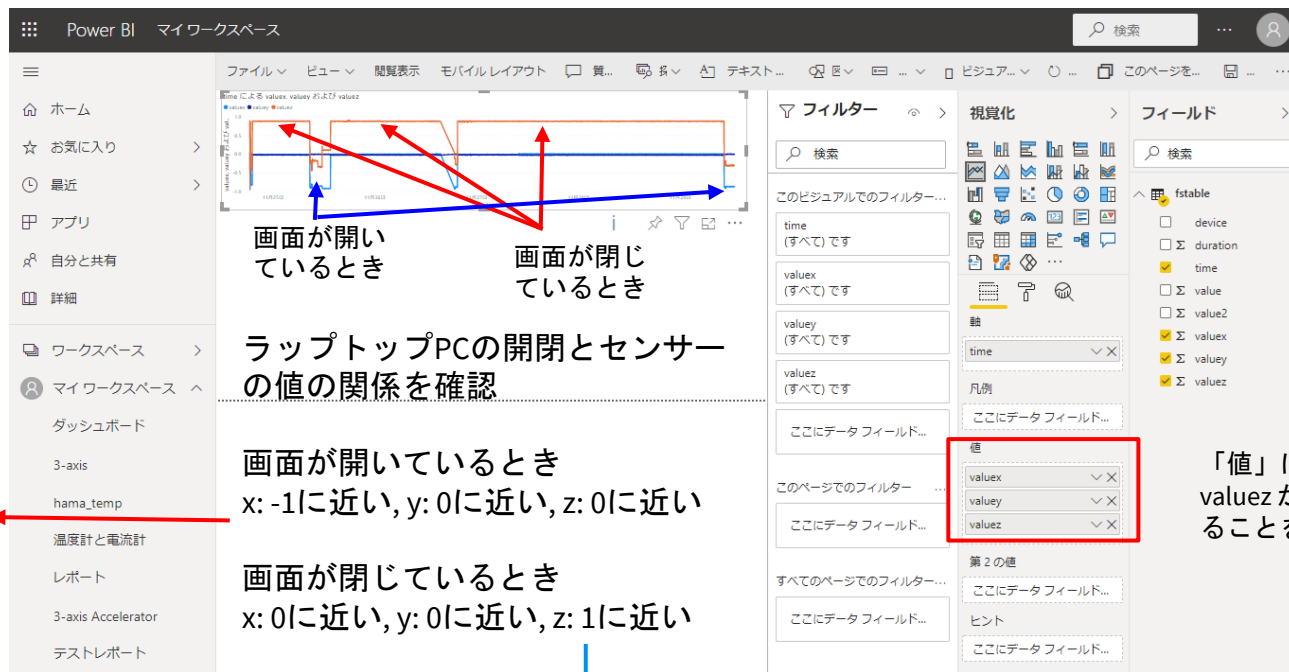 Power BI マイ ワークスペース
検索
ファイル ビュー 閲覧表示 モバイル レイアウト 質... テキスト... ビジュア... このページを...
ホーム
お気に入り
最近
アプリ
自分と共有
詳細
ワークスペース
マイ ワークスペース
ダッシュボード
3-axis
hama_temp
温度計と電流計
レポート
3-axis Accelerator
テストレポート
time による valuex, valuey および valuez
valuex valuey valuez
画面が開い
ているとき
画面が閉じ
ているとき
ラップトップPCの開閉とセンサー
の値の関係を確認
画面が開いているとき
x: -1に近い, y: 0に近い, z: 0に近い
画面が閉じているとき
x: 0に近い, y: 0に近い, z: 1に近い
フィルター
検索
このビジュアルでのフィルター...
time
(すべて) です
valuex
(すべて) です
valuey
(すべて) です
valuez
(すべて) です
ここにデータ フィールド...
このページでのフィルター ...
ここにデータ フィールド...
すべてのページでのフィルター...
ここにデータ フィールド...
視覚化
軸
time
凡例
ここにデータ フィールド...
値
valuex
valuey
valuez
第 2 の値
ここにデータ フィールド...
ヒント
ここにデータ フィールド...
フィールド
検索
fstable
device
Σ duration
time
Σ value
Σ value2
Σ valuex
Σ valuey
Σ valuez
「値」に
valuez が
ることを